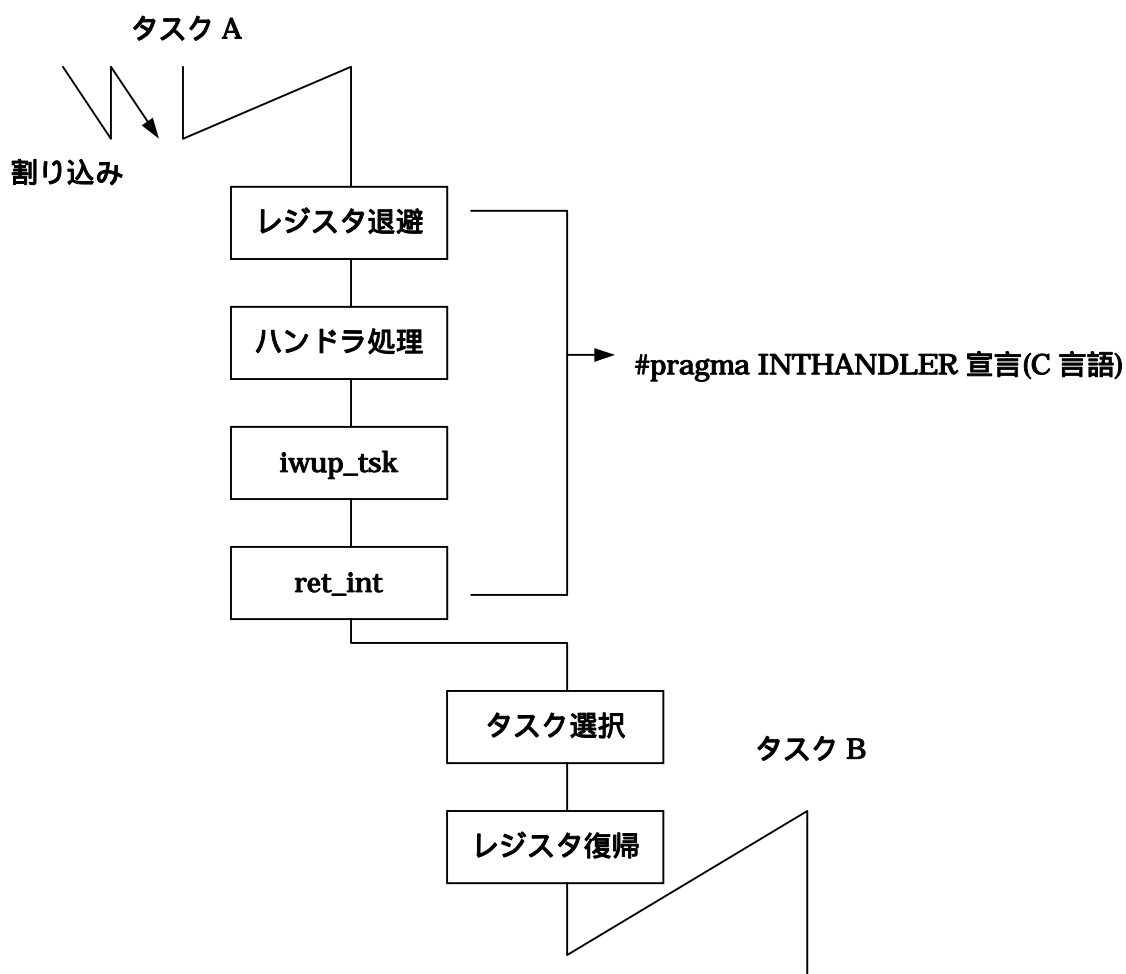 タスク A
割り込み
レジスタ退避
ハンドラ処理
#pragma INTHANDLER 宣言(C 言語)
iwup_tsk
ret_int
タスク選択
タスク B
レジスタ復帰